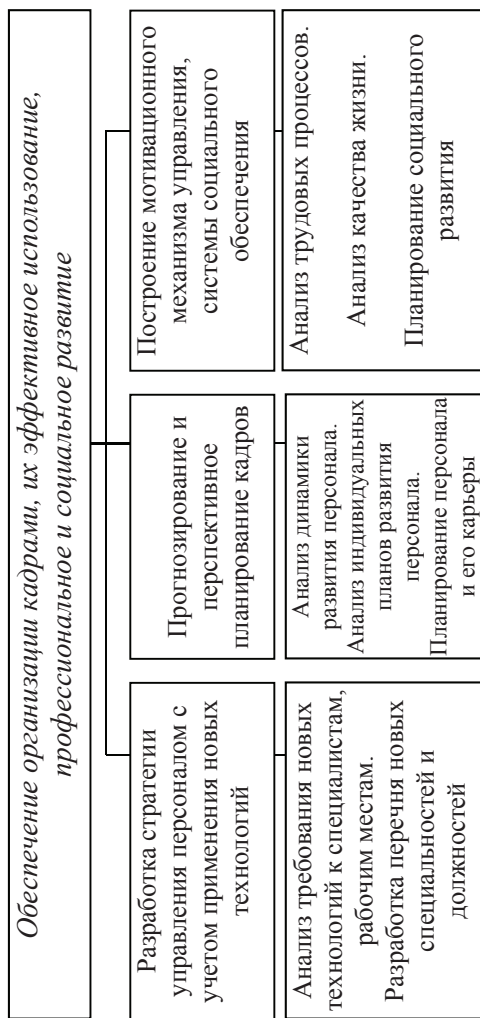 Обеспечение организации кадрами, их эффективное использование,
профессиональное и социальное развитие
Разработка стратегии
управления персоналом с
учетом применения новых
технологий
Прогнозирование и
перспективное
планирование кадров
Построение мотивационного
механизма управления,
системы социального
обеспечения
Анализ требования новых
технологий к специалистам,
рабочим местам.
Разработка перечня новых
специальностей и
должностей
Анализ динамики
развития персонала.
Анализ индивидуальных
планов развития
персонала.
Планирование персонала
и его карьеры
Анализ трудовых процессов.
Анализ качества жизни.
Планирование социального
развития